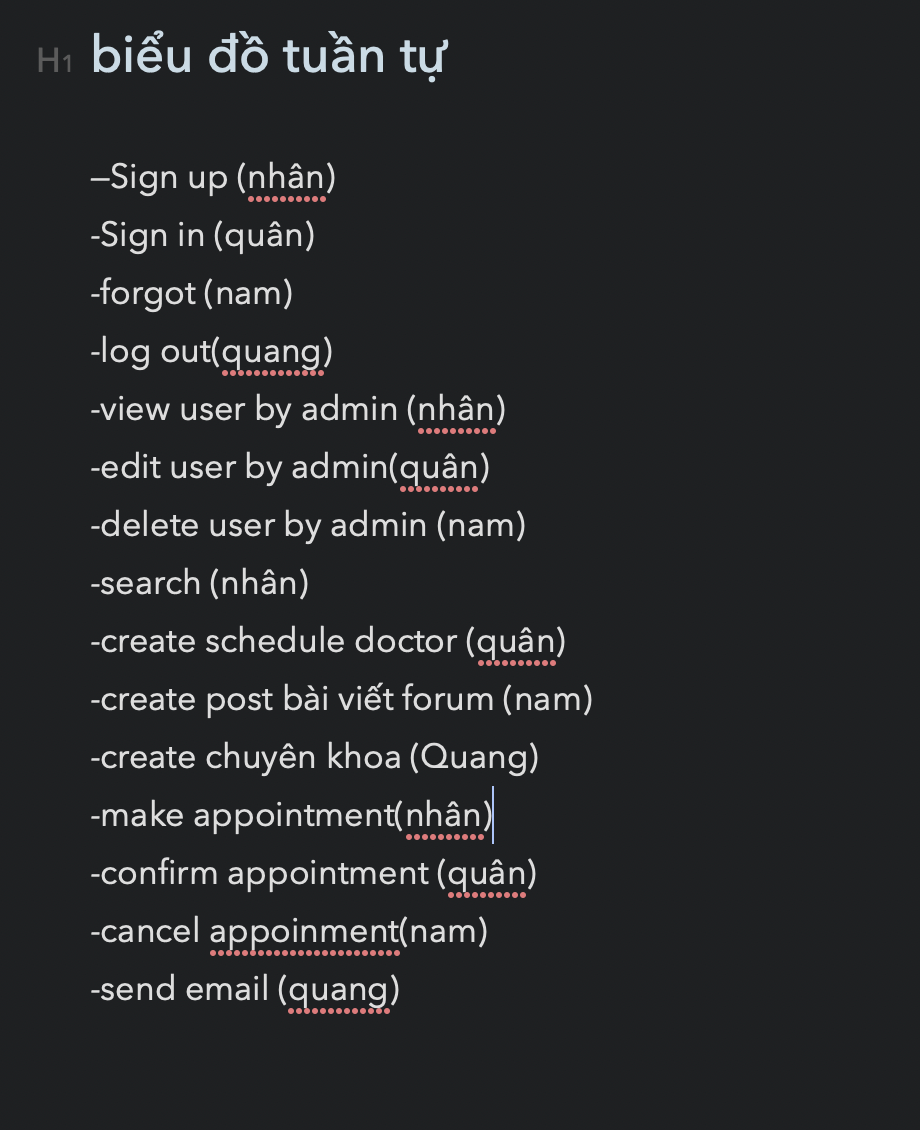 H1 biểu đồ tuần tự
—Sign up (nhân)
-Sign in (quân)
-forgot (nam)
-log out(quang)
-view user by admin (nhân)
-edit user by admin(quân)
-delete user by admin (nam)
-search (nhân)
-create schedule doctor (quân)
-create post bài viết forum (nam)
-create chuyên khoa (Quang)
-make appointment(nhân)
-confirm appointment (quân)
-cancel appoinment(nam)
-send email (quang)